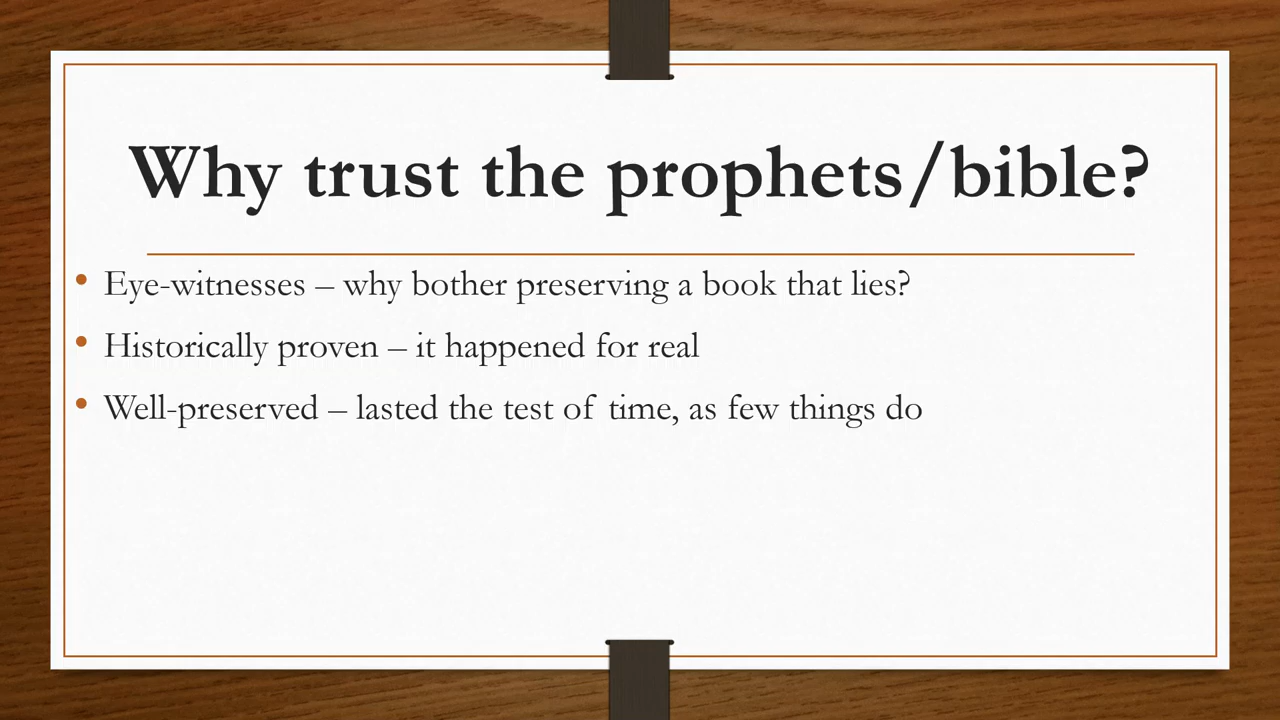 Why trust the prophets/bible?
• Eye-witnesses – why bother preserving a book that lies?
• Historically proven – it happened for real
• Well-preserved – lasted the test of time, as few things do